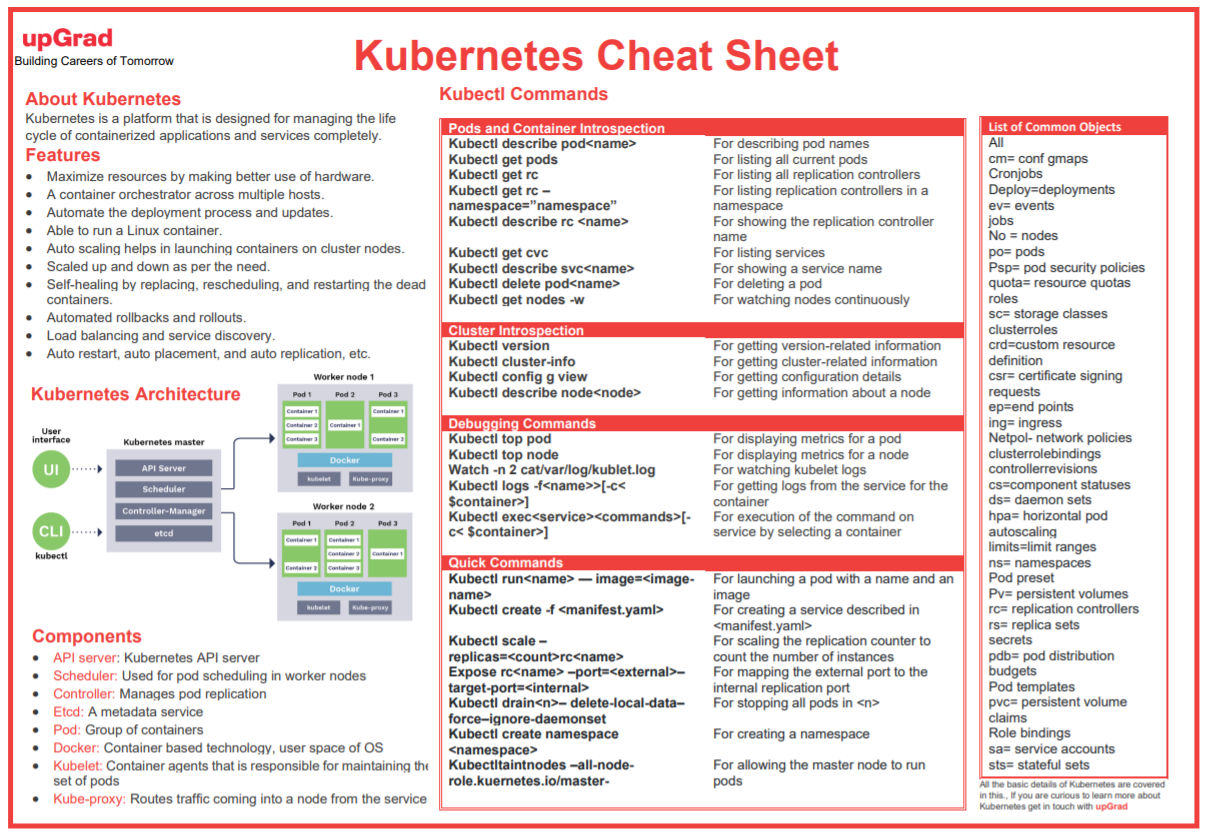 upGrad
Building Careers of Tomorrow
Kubernetes Cheat Sheet
About Kubernetes
Kubernetes is a platform that is designed for managing the life
cycle of containerized applications and services completely.
Features
• Maximize resources by making better use of hardware.
• A container orchestrator across multiple hosts.
• Automate the deployment process and updates.
• Able to run a Linux container.
• Auto scaling helps in launching containers on cluster nodes.
• Scaled up and down as per the need.
• Self-healing by replacing, rescheduling, and restarting the dead
containers.
• Automated rollbacks and rollouts.
• Load balancing and service discovery.
• Auto restart, auto placement, and auto replication, etc.
Kubernetes Architecture
User
interface
UI
CLI
kubectl
Kubernetes master
API Server
Scheduler
Controller-Manager
etcd
Worker node 1
Pod 1 Pod 2 Pod 3
Container 1 Container 1
Container 2 Container 1
Container 3 Container 2
Docker
kubelet Kube-proxy
Worker node 2
Pod 1 Pod 2 Pod 3
Container 1 Container 1
Container 2 Container 1
Container 2 Container 3
Docker
kubelet Kube-proxy
Components
• API server: Kubernetes API server
• Scheduler: Used for pod scheduling in worker nodes
• Controller: Manages pod replication
• Etcd: A metadata service
• Pod: Group of containers
• Docker: Container based technology, user space of OS
• Kubelet: Container agents that is responsible for maintaining the
set of pods
• Kube-proxy: Routes traffic coming into a node from the service
Kubectl Commands
Pods and Container Introspection
Kubectl describe pod<name> For describing pod names
Kubectl get pods For listing all current pods
Kubectl get rc For listing all replication controllers
Kubectl get rc – For listing replication controllers in a
namespace=”namespace” namespace
Kubectl describe rc <name> For showing the replication controller
name
Kubectl get cvc For listing services
Kubectl describe svc<name> For showing a service name
Kubectl delete pod<name> For deleting a pod
Kubectl get nodes -w For watching nodes continuously
Cluster Introspection
Kubectl version For getting version-related information
Kubectl cluster-info For getting cluster-related information
Kubectl config g view For getting configuration details
Kubectl describe node<node> For getting information about a node
Debugging Commands
Kubectl top pod For displaying metrics for a pod
Kubectl top node For displaying metrics for a node
Watch -n 2 cat/var/log/kublet.log For watching kubelet logs
Kubectl logs -f<name>>[-c< For getting logs from the service for the
$container>] container
Kubectl exec<service><commands>[- For execution of the command on
c< $container>] service by selecting a container
Quick Commands
Kubectl run<name> — image=<image- For launching a pod with a name and an
name> image
Kubectl create -f <manifest.yaml> For creating a service described in
<manifest.yaml>
Kubectl scale – For scaling the replication counter to
replicas=<count>rc<name> count the number of instances
Expose rc<name> –port=<external>– For mapping the external port to the
target-port=<internal> internal replication port
Kubectl drain<n>– delete-local-data– For stopping all pods in <n>
force–ignore-daemonset
Kubectl create namespace For creating a namespace
<namespace>
Kubectltaintnodes –all-node- For allowing the master node to run
role.kuernetes.io/master- pods
List of Common Objects
All
cm= conf gmaps
Cronjobs
Deploy=deployments
ev= events
jobs
No = nodes
po= pods
Psp= pod security policies
quota= resource quotas
roles
sc= storage classes
clusterroles
crd=custom resource
definition
csr= certificate signing
requests
ep=end points
ing= ingress
Netpol- network policies
clusterrolebindings
controllerrevisions
cs=component statuses
ds= daemon sets
hpa= horizontal pod
autoscaling
limits=limit ranges
ns= namespaces
Pod preset
Pv= persistent volumes
rc= replication controllers
rs= replica sets
secrets
pdb= pod distribution
budgets
Pod templates
pvc= persistent volume
claims
Role bindings
sa= service accounts
sts= stateful sets
All the basic details of Kubernetes are covered
in this., If you are curious to learn more about
Kubernetes get in touch with upGrad